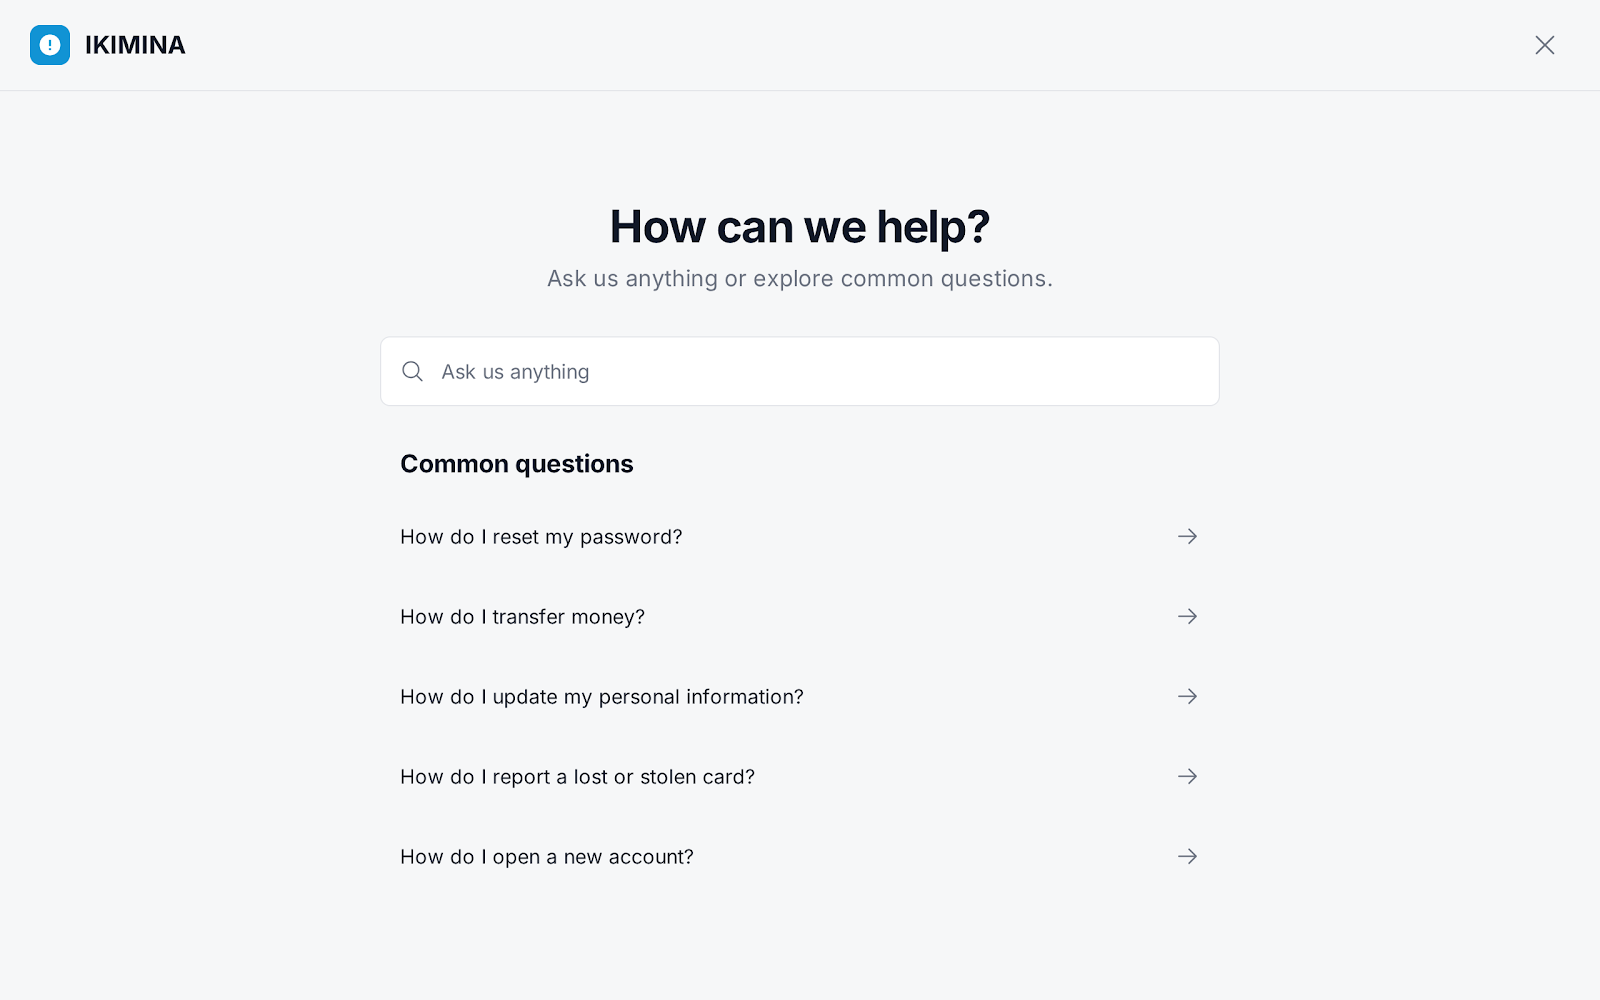 IKIMINA
How can we help?
Ask us anything or explore common questions.
Ask us anything
Common questions
How do I reset my password?
How do I transfer money?
How do I update my personal information?
How do I report a lost or stolen card?
How do I open a new account?